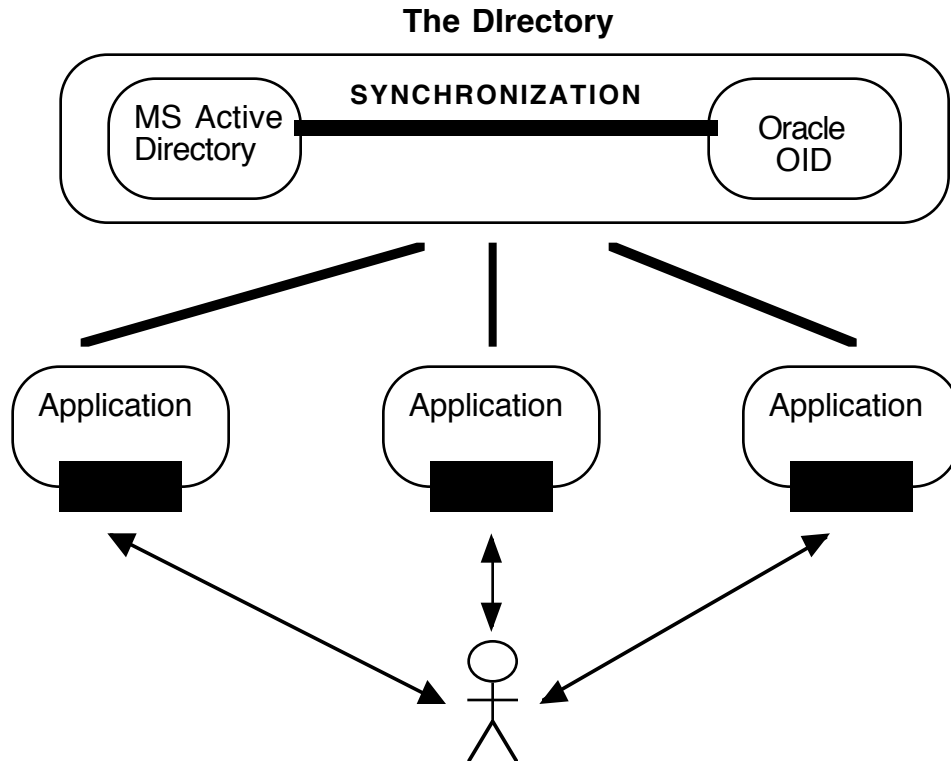 The DIrectory
SYNCHRONIZATION
MS Active
Directory
Oracle
OID
Application
Application
Application